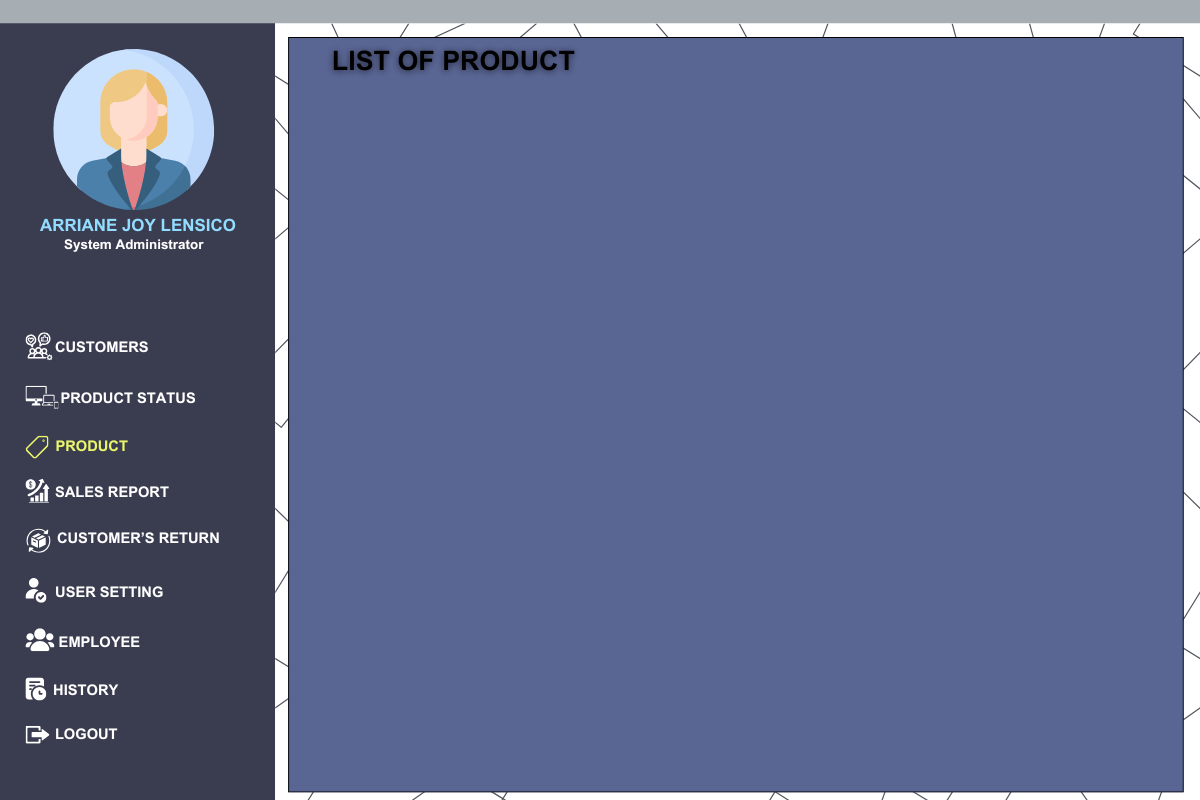 LIST OF PRODUCT
ARRIANE JOY LENSICO
System Administrator
CUSTOMERS
PRODUCT STATUS
PRODUCT
SALES REPORT
CUSTOMER’S RETURN
USER SETTING
EMPLOYEE
HISTORY
LOGOUT